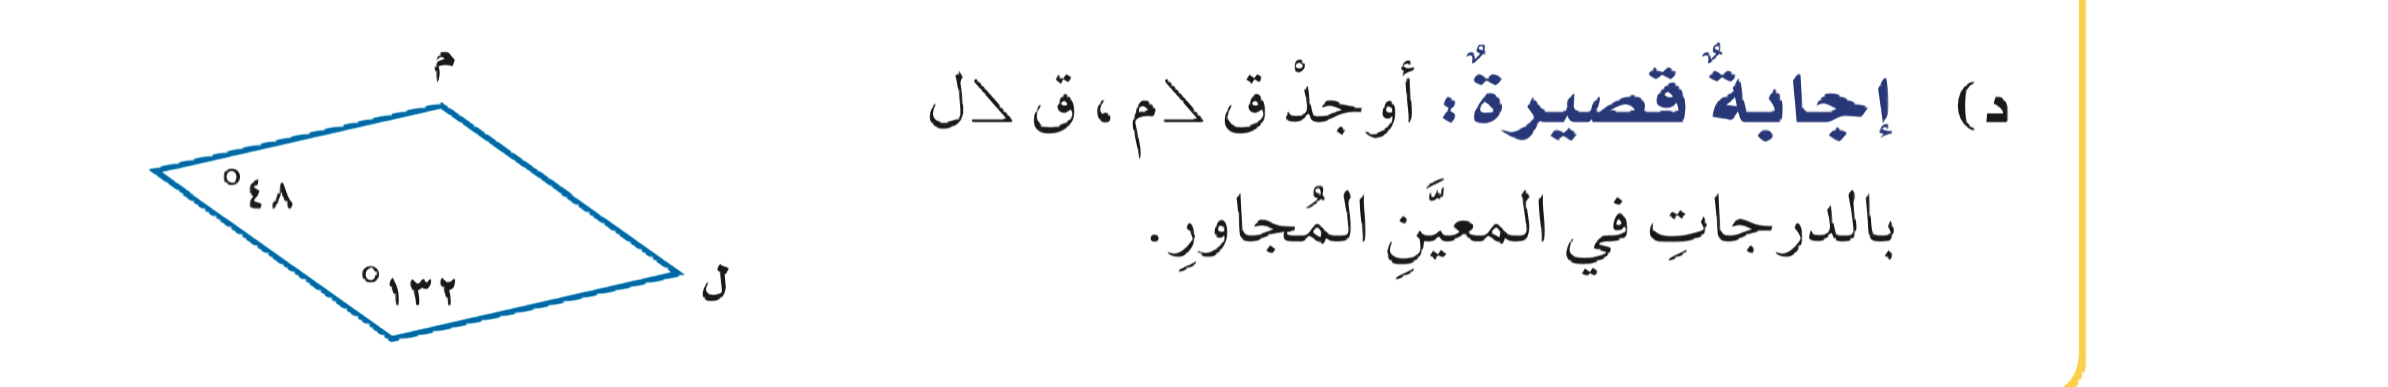 د) إجابةٌ قصيرةٌ: أوجدْ ق ∠م ، ق ∠ل
بالدرجاتِ في المعيَّنِ المُجاورِ.
م
٤٨°
١٣٢°
ل